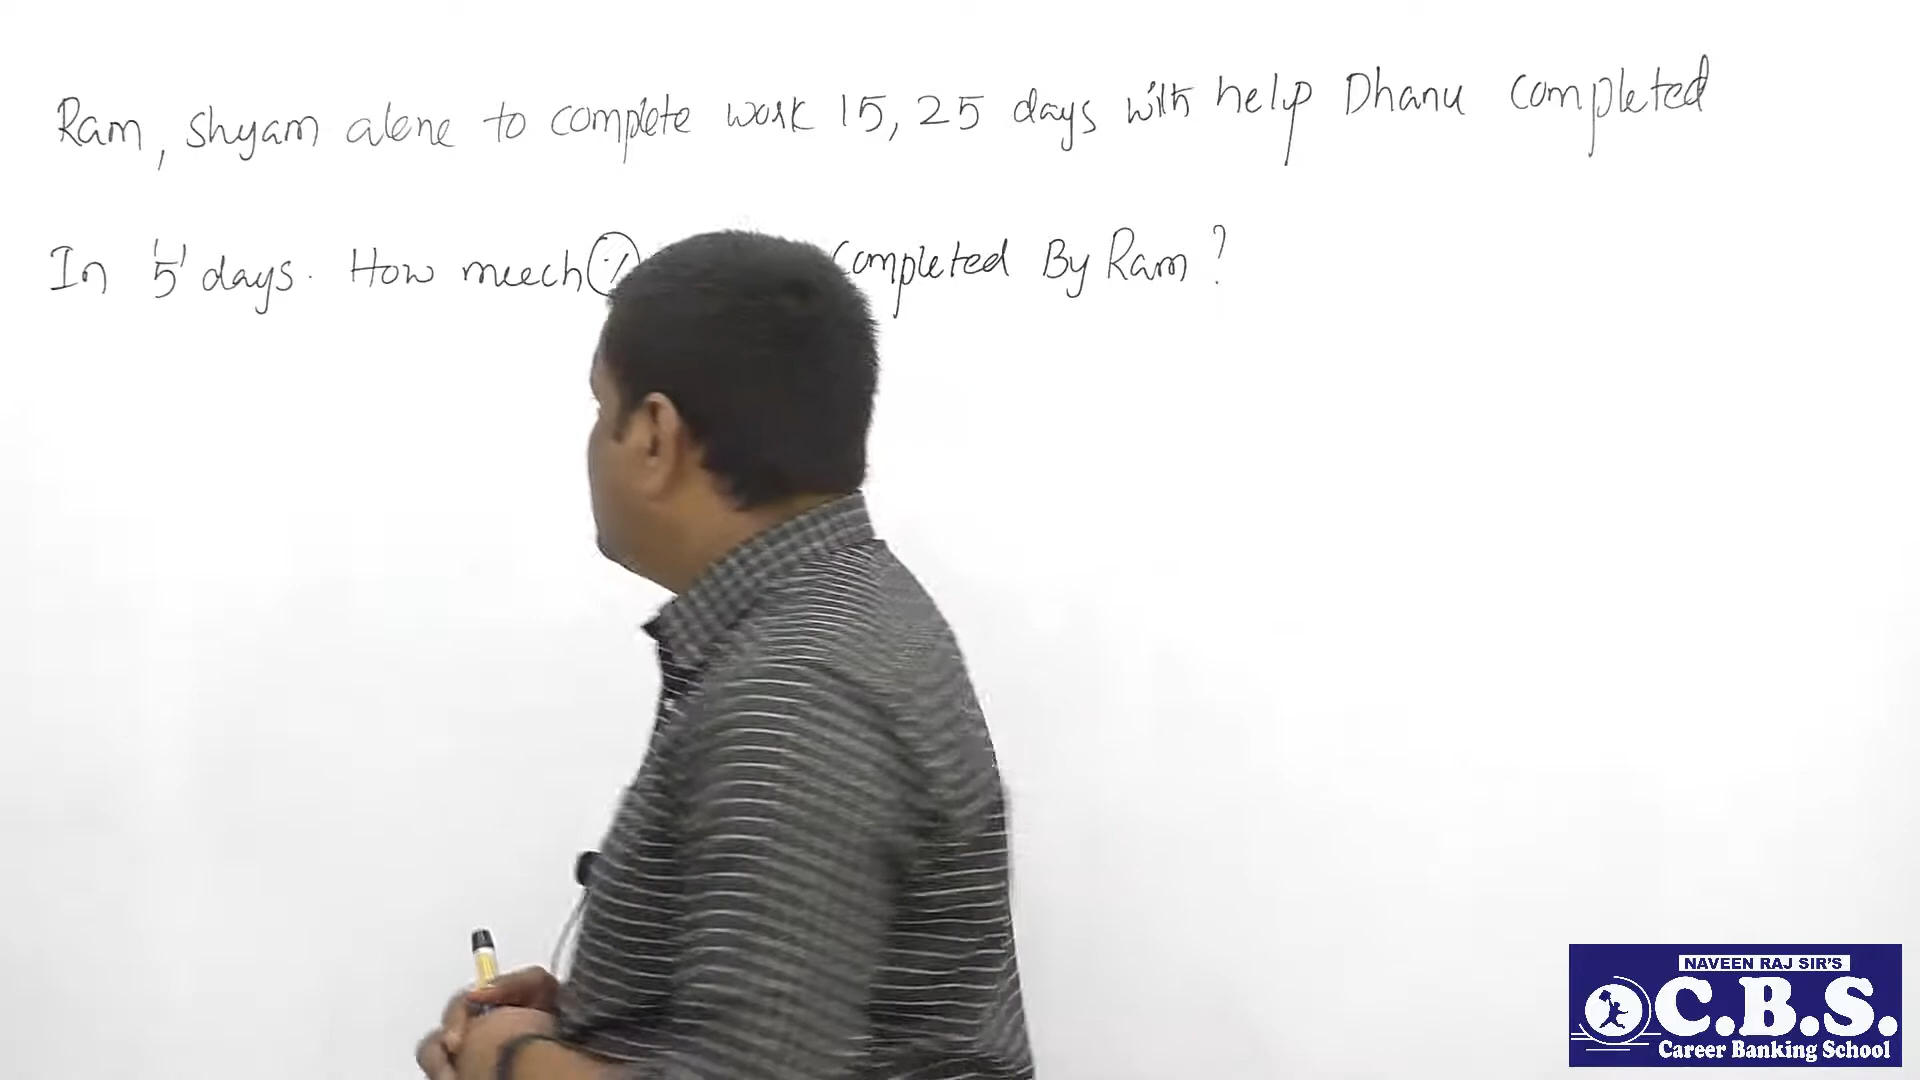 Ram, shyam alone to complete work 15, 25 days with help Dhanu completed
In '5' days. How meech % completed By Ram?
NAVEEN RAJ SIR'S
C.B.S.
Career Banking School